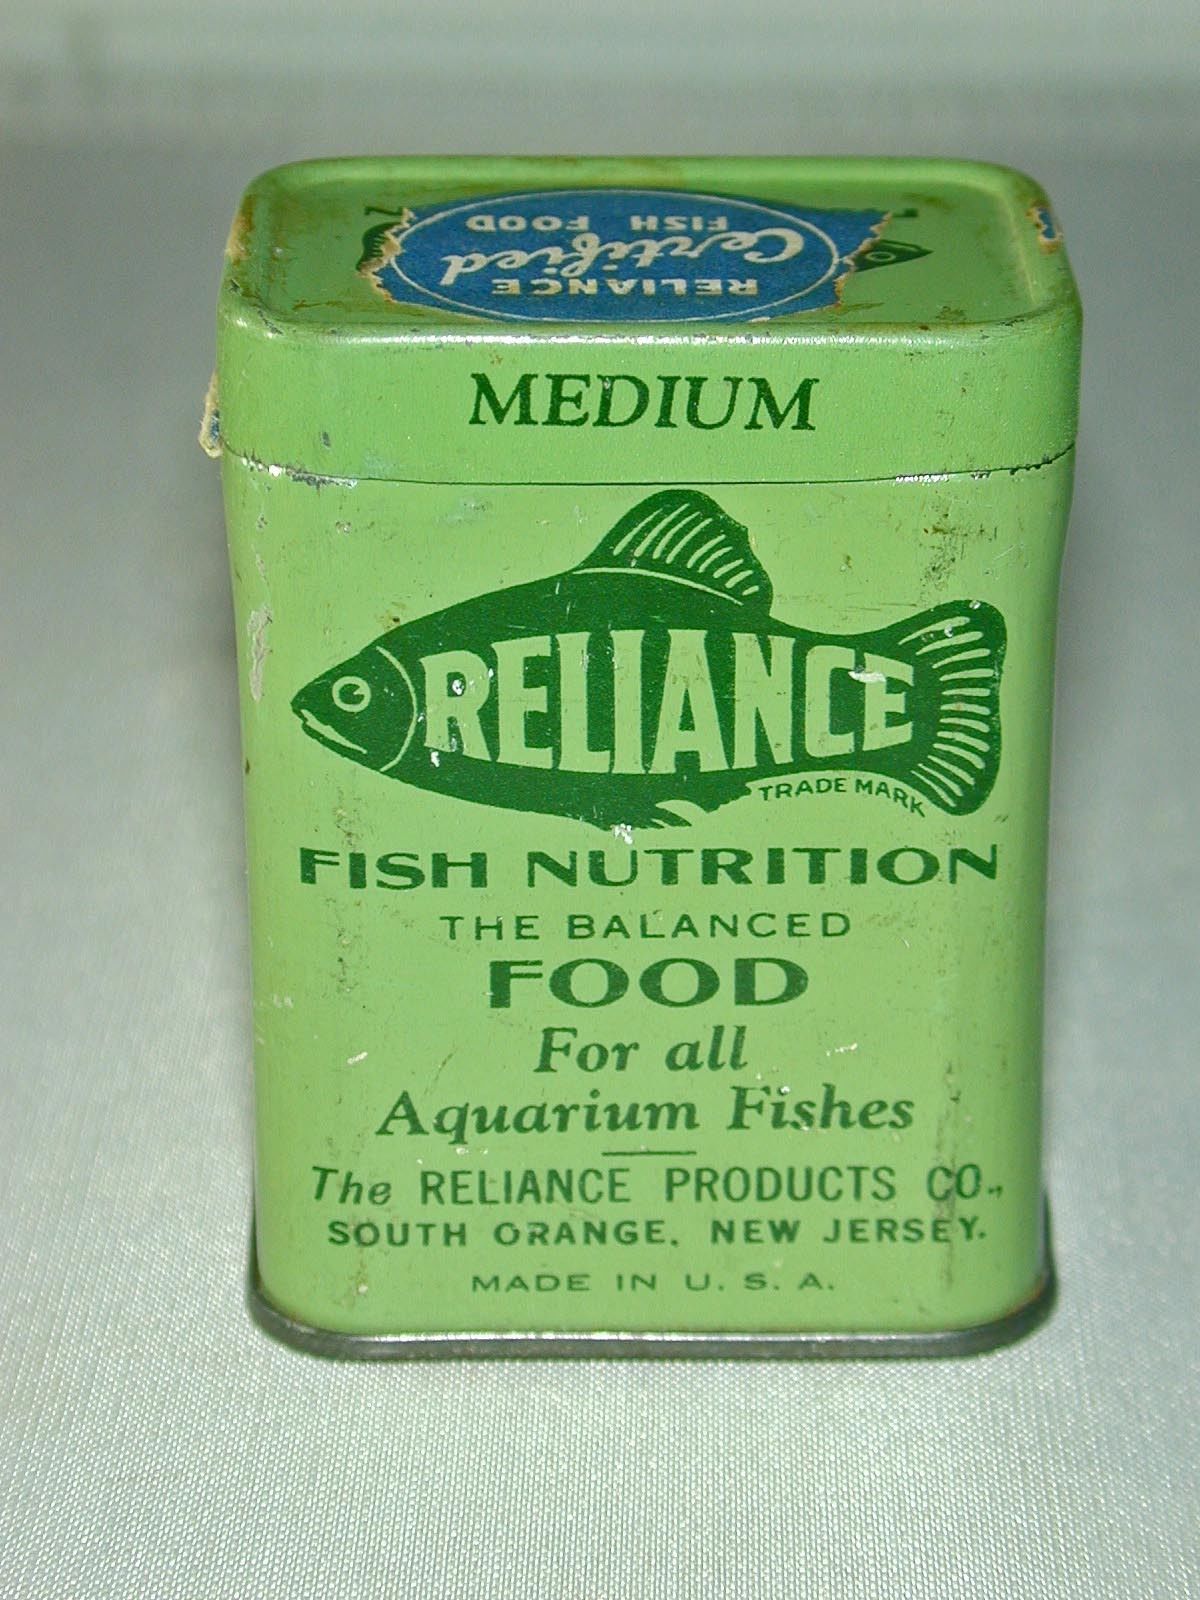 RELIANCE
Certified
FISH FOOD
MEDIUM
RELIANCE
TRADE MARK
FISH NUTRITION
THE BALANCED
FOOD
For all
Aquarium Fishes
The RELIANCE PRODUCTS CO.,
SOUTH ORANGE, NEW JERSEY.
MADE IN U. S. A.